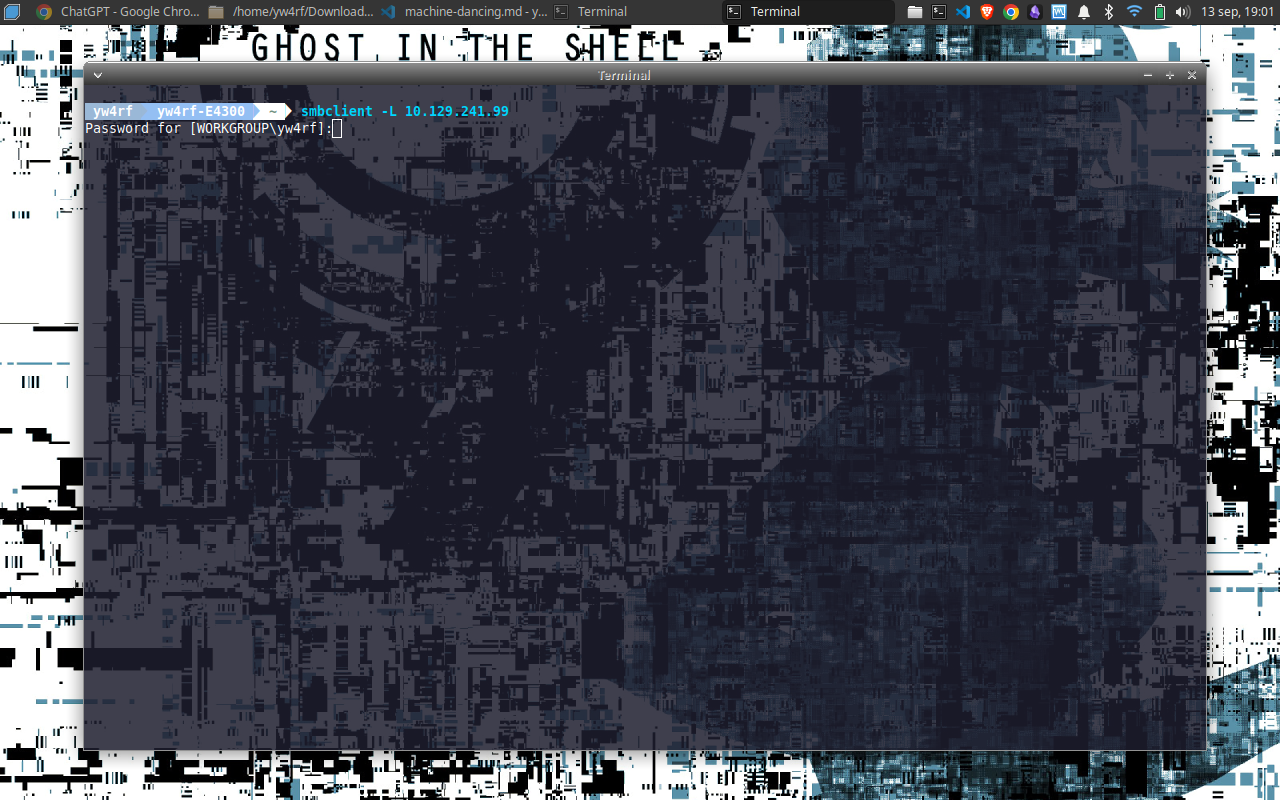 ChatGPT - Google Chro...
/home/yw4rf/Download...
machine-dancing.md - y...
Terminal
Terminal
13 sep, 19:01
GHOST IN THE SHELL
Terminal
yw4rf yw4rf-E4300 ~ smbclient -L 10.129.241.99
Password for [WORKGROUP\yw4rf]: